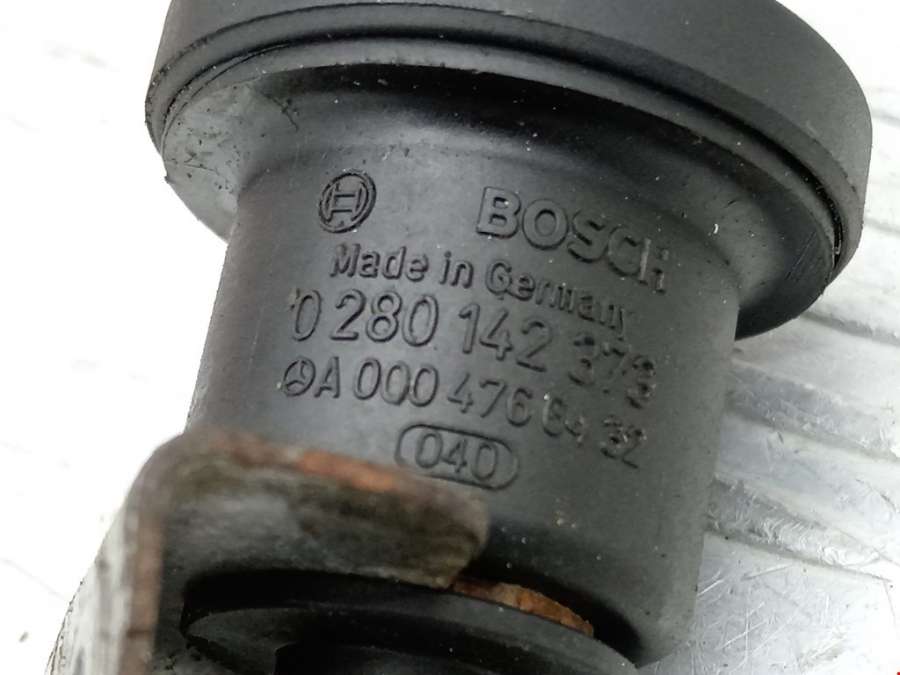 BOSCH
Made in Germany
0 280 142 373
A 000 476 64 32
040